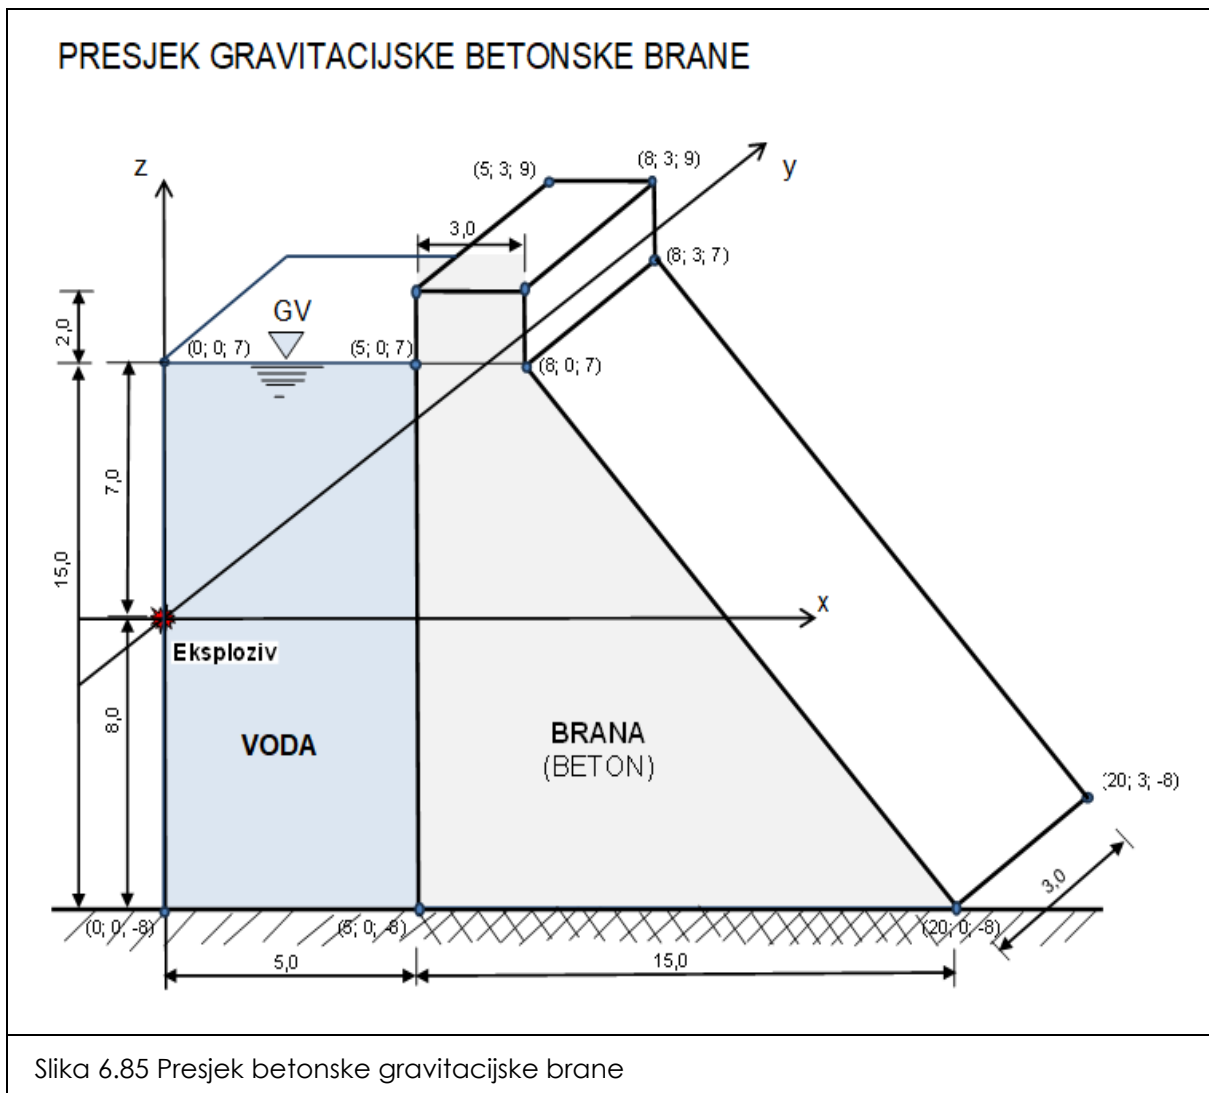 PRESJEK GRAVITACIJSKE BETONSKE BRANE
z
(5; 3; 9)
(8; 3; 9)
y
3,0
(8; 3; 7)
2,0
GV
(0; 0; 7)
(5; 0; 7)
(8; 0; 7)
7,0
15,0
x
Eksploziv
8,0
VODA
BRANA
(BETON)
(20; 3; -8)
3,0
(0; 0; -8)
(5; 0; -8)
(20; 0; -8)
5,0
15,0
Slika 6.85 Presjek betonske gravitacijske brane